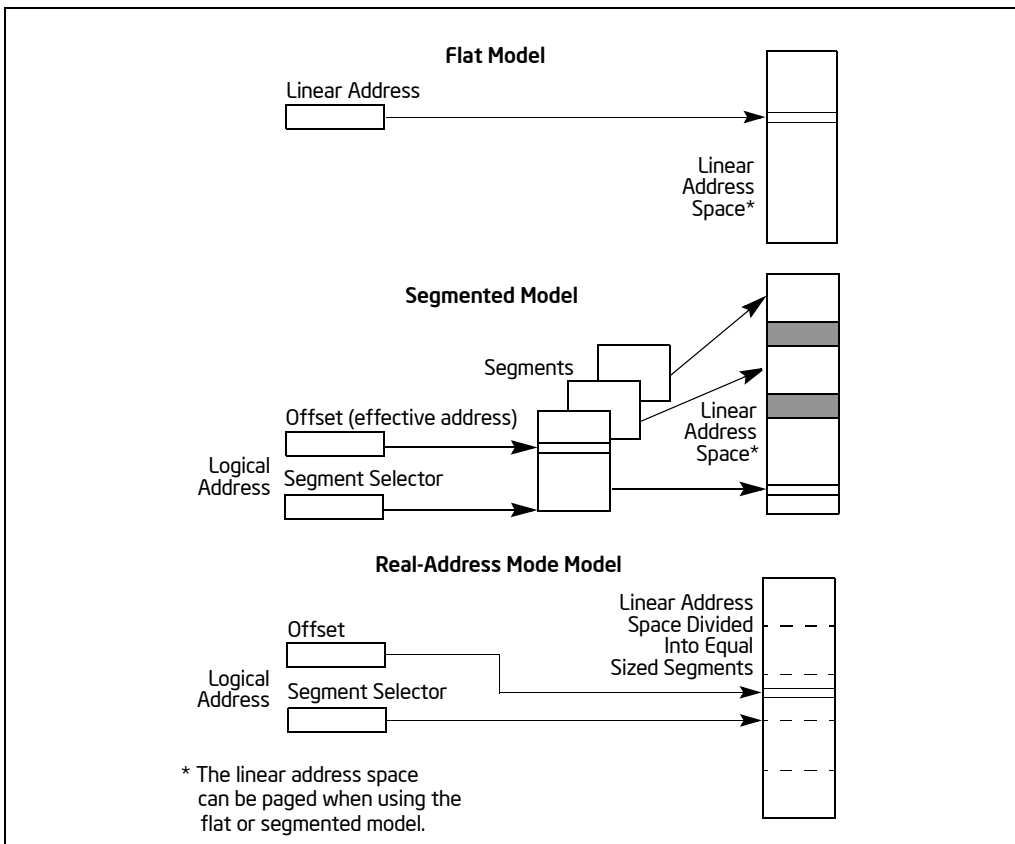 Flat Model
Linear Address
Linear
Address
Space*
Segmented Model
Segments
Offset (effective address)
Logical
Address
Segment Selector
Linear
Address
Space*
Real-Address Mode Model
Offset
Logical
Address
Segment Selector
Linear Address
Space Divided
Into Equal
Sized Segments
* The linear address space
can be paged when using the
flat or segmented model.